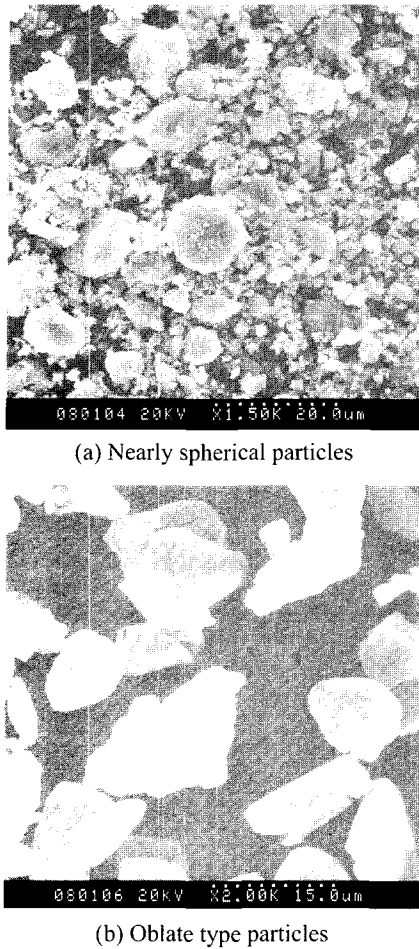 080104 20KV X1.50K 20.0um
(a) Nearly spherical particles
080106 20KV X2.00K 15.0um
(b) Oblate type particles